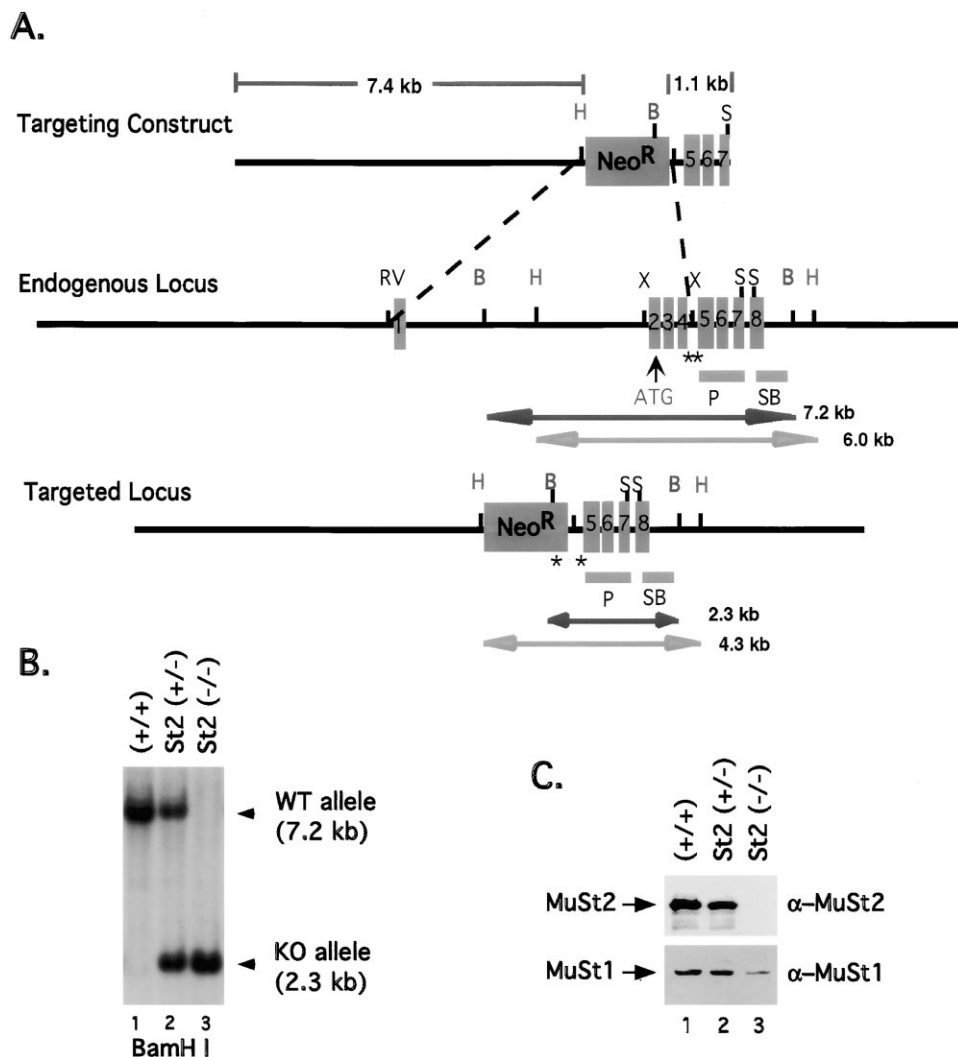 A.
7.4 kb
1.1 kb
H B S
Targeting Construct
NeoR 5 6 7
Endogenous Locus
RV B H X X S S B H
1 2 3 4 5 6 7 8
**
ATG P SB
7.2 kb
6.0 kb
Targeted Locus
H B S S B H
NeoR 5 6 7 8
* *
P SB
2.3 kb
4.3 kb
B.
(+/+) St2 (+/-) St2 (-/-)
WT allele
(7.2 kb)
KO allele
(2.3 kb)
1 2 3
BamH I
C.
(+/+) St2 (+/-) St2 (-/-)
MuSt2 α-MuSt2
MuSt1 α-MuSt1
1 2 3